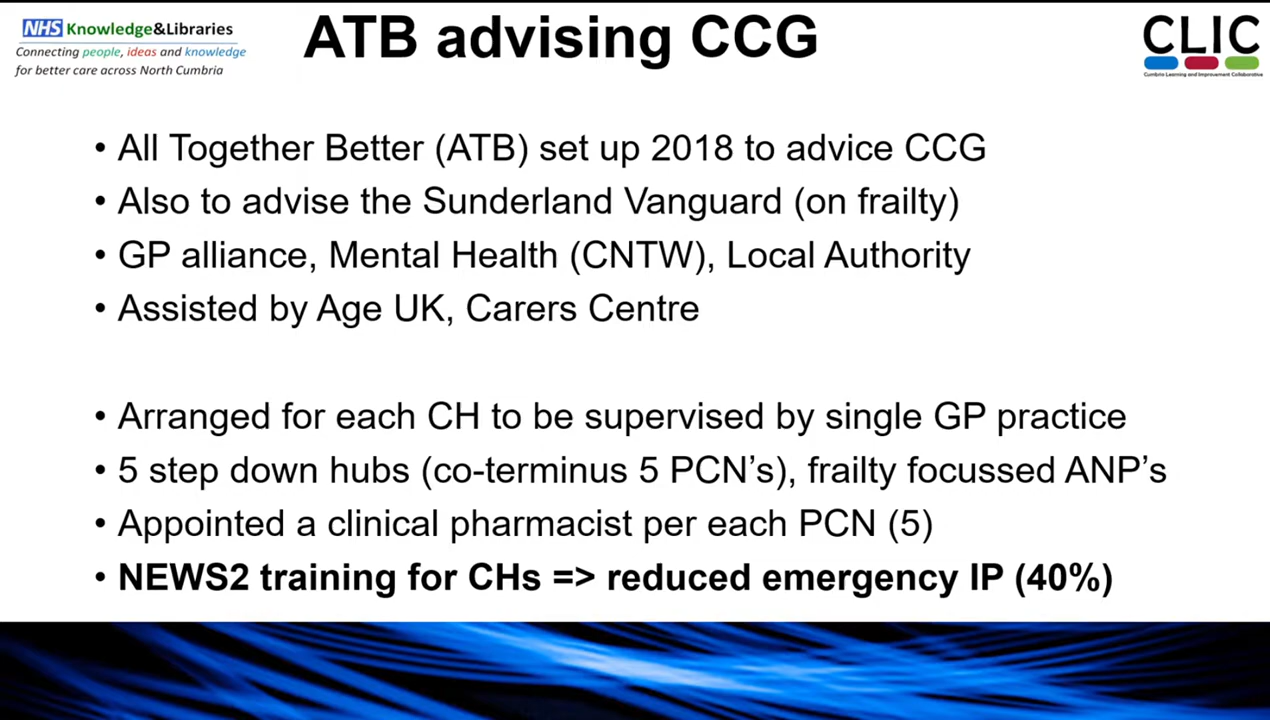 NHS Knowledge&Libraries
Connecting people, ideas and knowledge
for better care across North Cumbria
ATB advising CCG
CLIC
Cumbria Learning and Improvement Collaborative
• All Together Better (ATB) set up 2018 to advice CCG
• Also to advise the Sunderland Vanguard (on frailty)
• GP alliance, Mental Health (CNTW), Local Authority
• Assisted by Age UK, Carers Centre
• Arranged for each CH to be supervised by single GP practice
• 5 step down hubs (co-terminus 5 PCN’s), frailty focussed ANP’s
• Appointed a clinical pharmacist per each PCN (5)
• NEWS2 training for CHs => reduced emergency IP (40%)